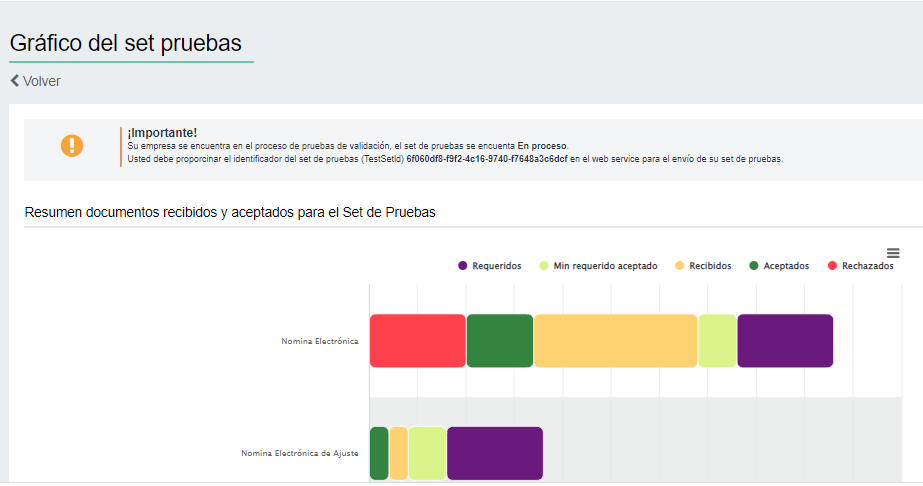 Gráfico del set pruebas
Volver
¡Importante!
Su empresa se encuentra en el proceso de pruebas de validación, el set de pruebas se encuenta En proceso.
Usted debe proporcinar el identificador del set de pruebas (TestSetId) 6f060df8-f9f2-4c16-9740-f7648a3c6dcf en el web service para el envío de su set de pruebas.
Resumen documentos recibidos y aceptados para el Set de Pruebas
Requeridos Min requerido aceptado Recibidos Aceptados Rechazados
Nomina Electrónica
Nomina Electrónica de Ajuste